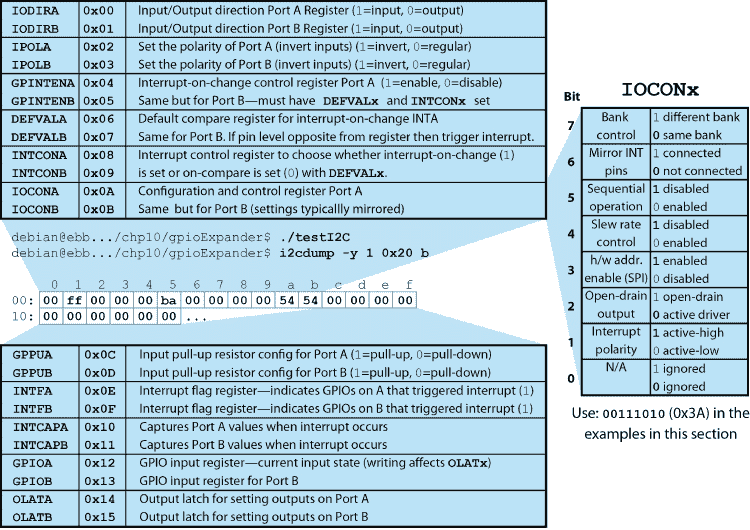 IODIRA 0x00 Input/Output direction Port A Register (1=input, 0=output)
IODIRB 0x01 Input/Output direction Port B Register (1=input, 0=output)
IPOLA 0x02 Set the polarity of Port A (invert inputs) (1=invert, 0=regular)
IPOLB 0x03 Set the polarity of Port B (invert inputs) (1=invert, 0=regular)
GPINTENA 0x04 Interrupt-on-change control register Port A (1=enable, 0=disable)
GPINTENB 0x05 Same but for Port B—must have DEFVALx and INTCONx set
DEFVALA 0x06 Default compare register for interrupt-on-change INTA
DEFVALB 0x07 Same for Port B. If pin level opposite from register then trigger interrupt.
INTCONA 0x08 Interrupt control register to choose whether interrupt-on-change (1)
INTCONB 0x09 is set or on-compare is set (0) with DEFVALx.
IOCONA 0x0A Configuration and control register Port A
IOCONB 0x0B Same but for Port B (settings typicallly mirrored)
debian@ebb.../chp10/gpioExpander$ ./testI2C
debian@ebb.../chp10/gpioExpander$ i2cdump -y 1 0x20 b
0 1 2 3 4 5 6 7 8 9 a b c d e f
00: 00 ff 00 00 00 ba 00 00 00 00 54 54 00 00 00 00
10: 00 00 00 00 00 00 ...
GPPUA 0x0C Input pull-up resistor config for Port A (1=pull-up, 0=pull-down)
GPPUB 0x0D Input pull-up resistor config for Port B (1=pull-up, 0=pull-down)
INTFA 0x0E Interrupt flag register—indicates GPIOs on A that triggered interrupt (1)
INTFB 0x0F Interrupt flag register—indicates GPIOs on B that triggered interrupt (1)
INTCAPA 0x10 Captures Port A values when interrupt occurs
INTCAPB 0x11 Captures Port B values when interrupt occurs
GPIOA 0x12 GPIO input register—current input state (writing affects OLATx)
GPIOB 0x13 GPIO input register for Port B
OLATA 0x14 Output latch for setting outputs on Port A
OLATB 0x15 Output latch for setting outputs on Port B
IOCONx
Bit
7 Bank control 1 different bank
0 same bank
6 Mirror INT pins 1 connected
0 not connected
5 Sequential operation 1 disabled
0 enabled
4 Slew rate control 1 disabled
0 enabled
3 h/w addr. enable (SPI) 1 enabled
0 disabled
2 Open-drain output 1 open-drain
0 active driver
1 Interrupt polarity 1 active-high
0 active-low
0 N/A 1 ignored
0 ignored
Use: 00111010 (0x3A) in the
examples in this section